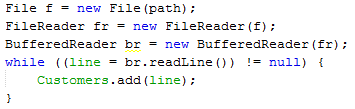 File f = new File(path);
FileReader fr = new FileReader(f);
BufferedReader br = new BufferedReader(fr);
while ((line = br.readLine()) != null) {
Customers.add(line);
}